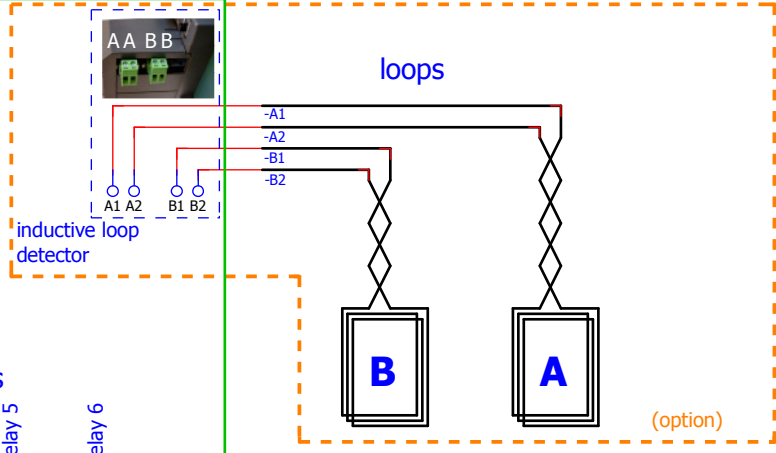 AA BB
loops
-A1
-A2
-B1
-B2
A1 A2 B1 B2
inductive loop
detector
B
A
(option)
elay 5
elay 6